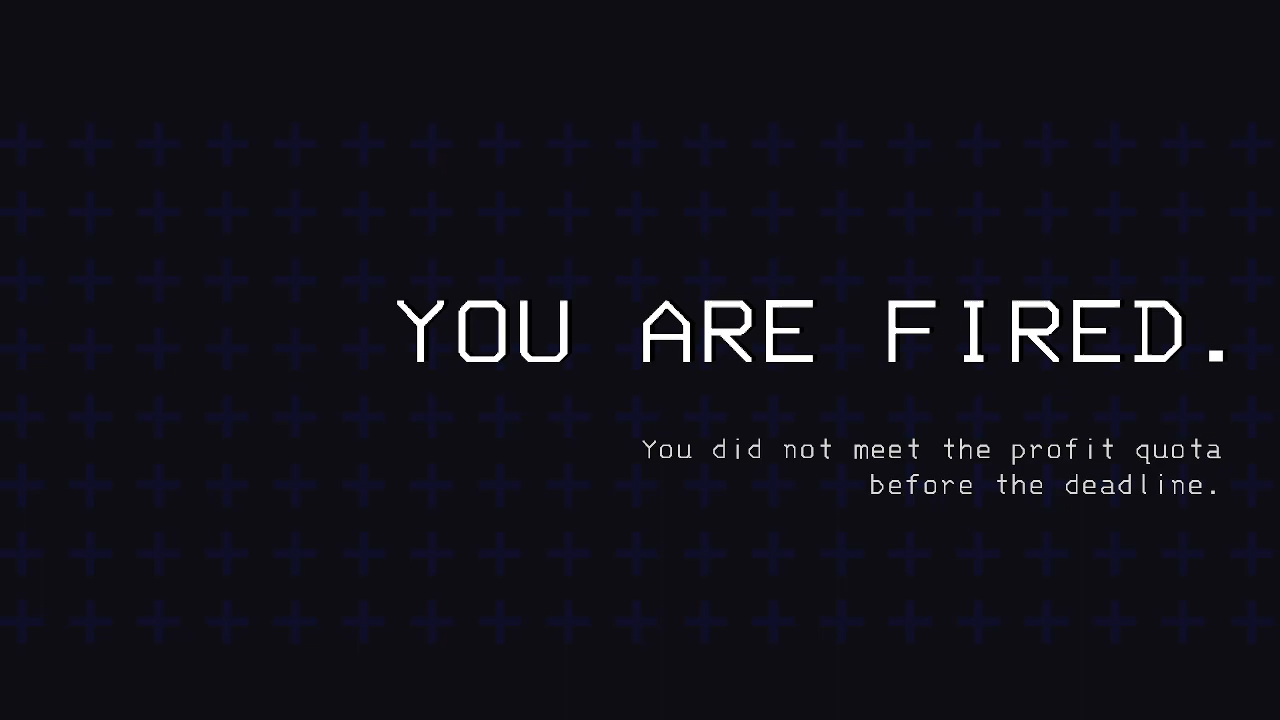 YOU ARE FIRED.
You did not meet the profit quota
before the deadline.